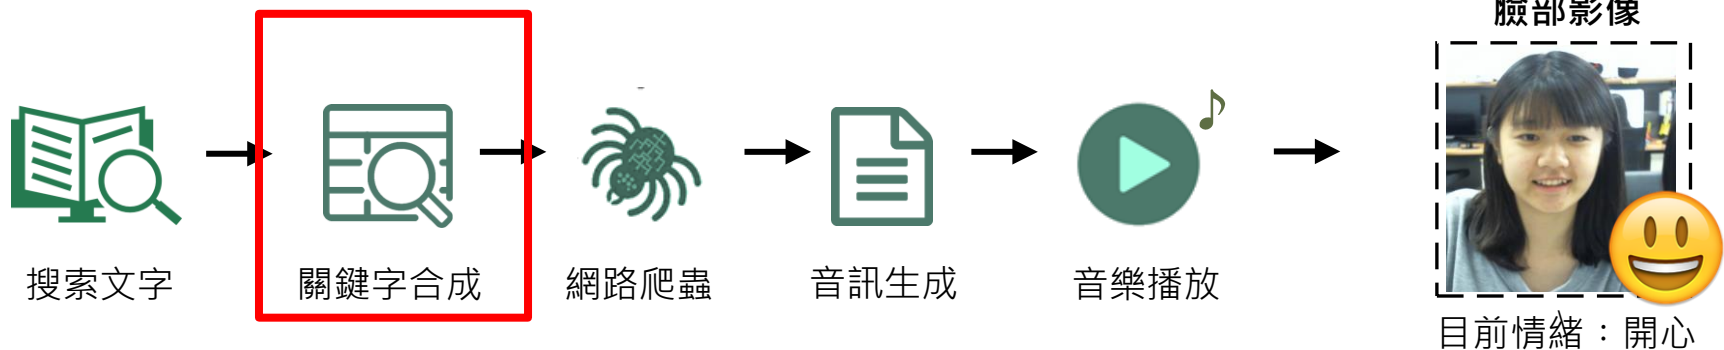 臉部影像
搜索文字
關鍵字合成
網路爬蟲
音訊生成
音樂播放
目前情緒：開心